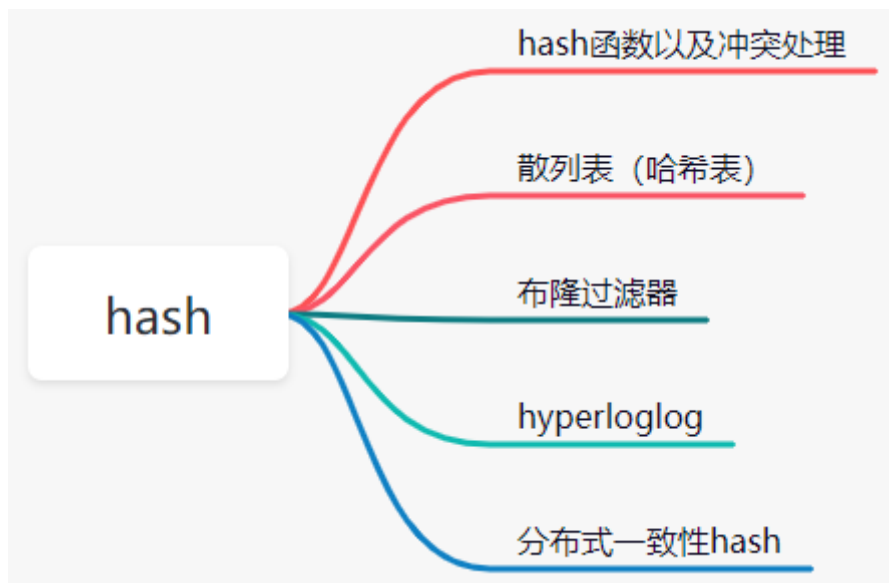 hash函数以及冲突处理
散列表（哈希表）
hash
布隆过滤器
hyperloglog
分布式一致性hash